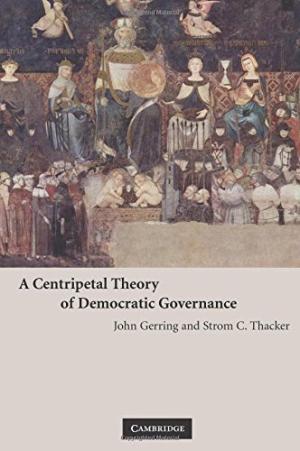 A Centripetal Theory
of Democratic Governance
John Gerring and Strom C. Thacker
CAMBRIDGE